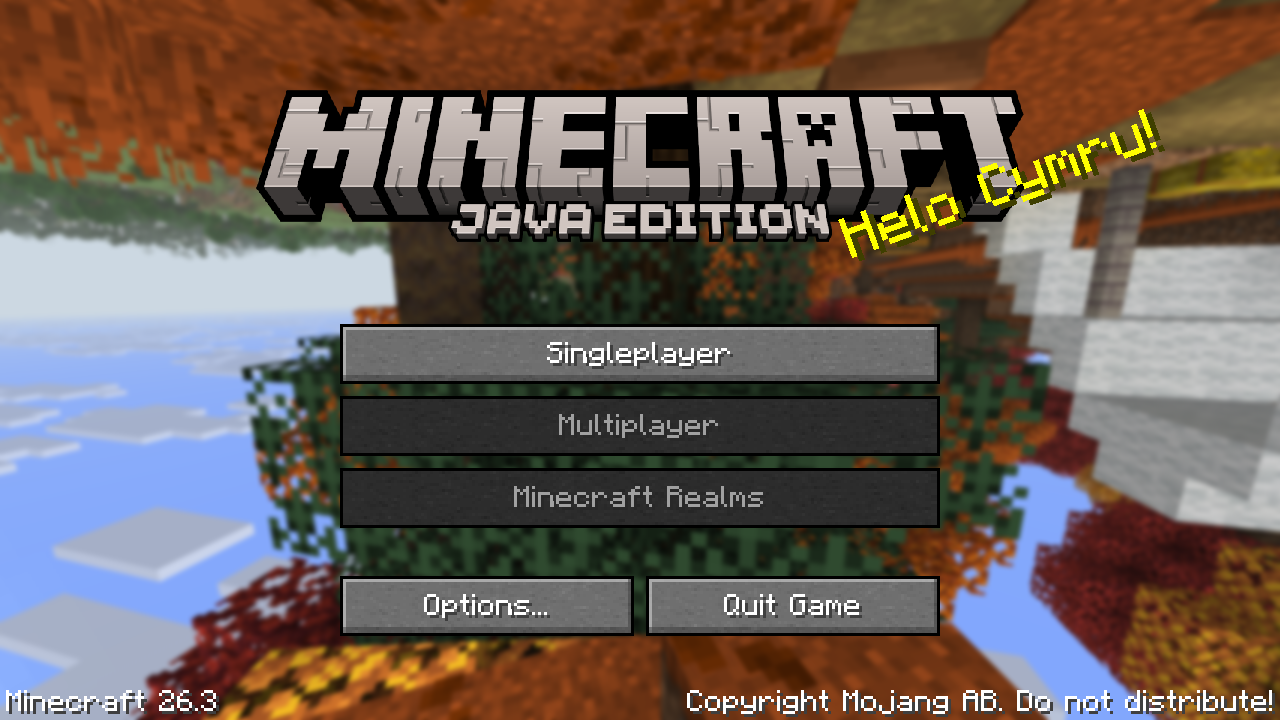 MINECRAFT
JAVA EDITION
Helo Cymru!
Singleplayer
Multiplayer
Minecraft Realms
Options...
Quit Game
Minecraft 26.3
Copyright Mojang AB. Do not distribute!